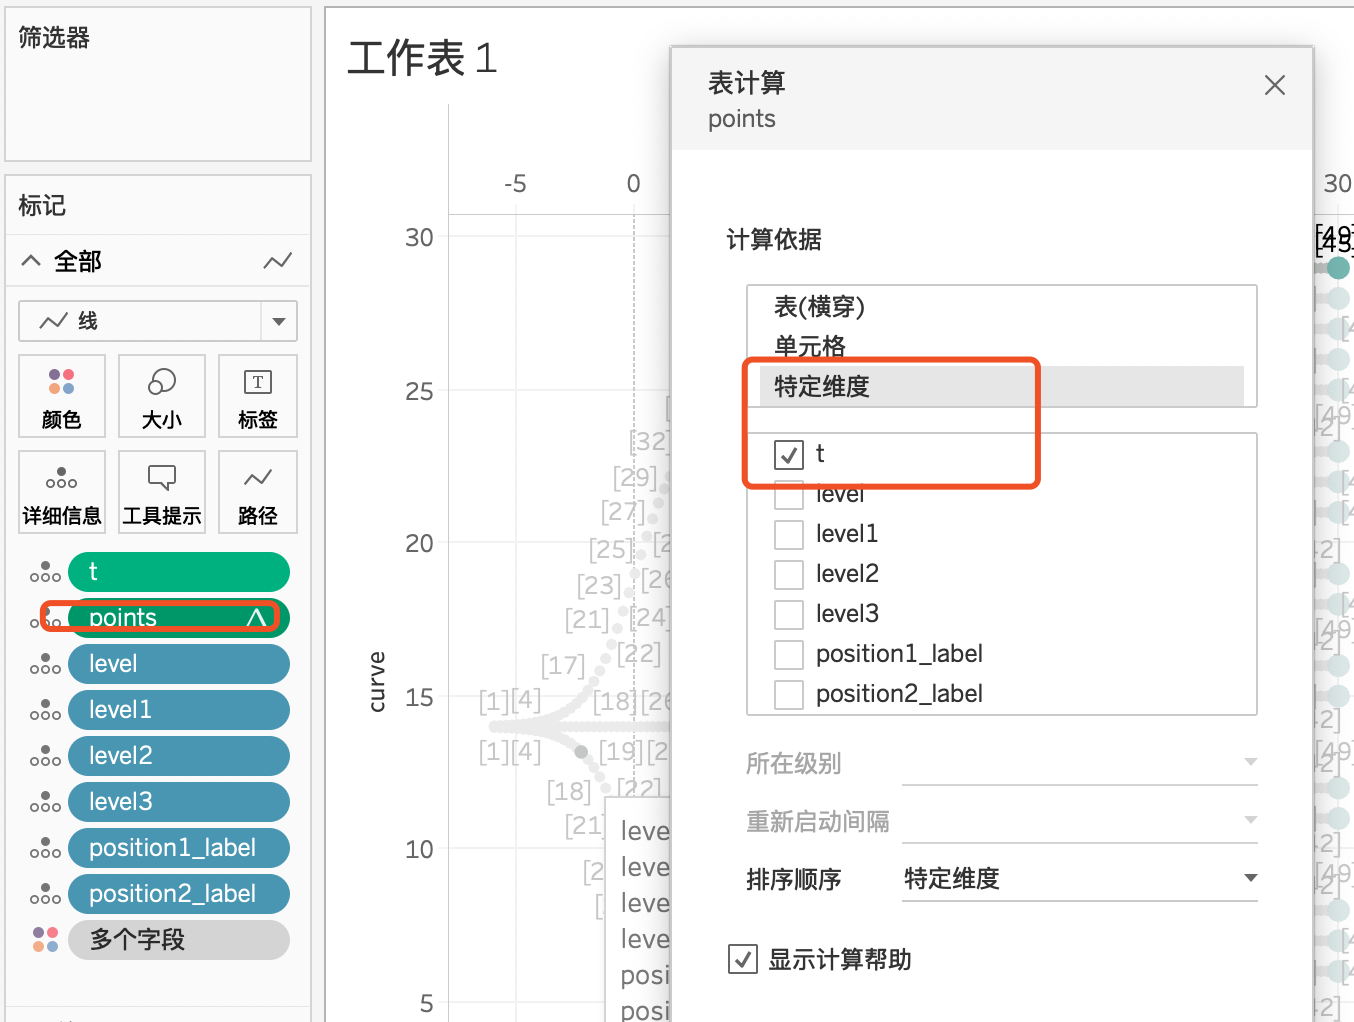 筛选器
标记
全部
线
颜色
大小
标签
详细信息
工具提示
路径
t
points
level
level1
level2
level3
position1_label
position2_label
多个字段
工作表 1
-5
0
30
30
25
20
15
10
5
curve
[32]
[29]
[27]
[25]
[23]
[21]
[24]
[17]
[22]
[1][4]
[18]
[1][4]
[19]
[18]
[22]
[21]
leve
leve
leve
leve
posi
posi
表计算
points
计算依据
表(横穿)
单元格
特定维度
t
level
level1
level2
level3
position1_label
position2_label
所在级别
重新启动间隔
排序顺序
特定维度
显示计算帮助